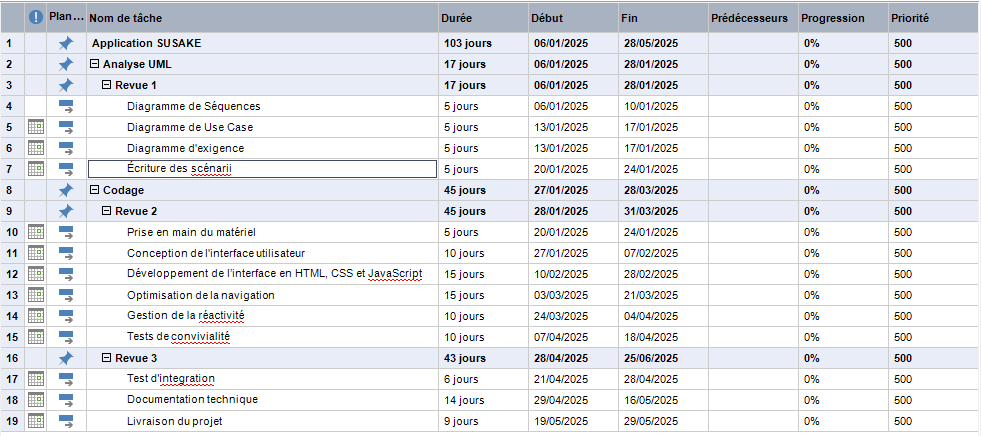 Plan ... Nom de tâche Durée Début Fin Prédécesseurs Progression Priorité
1 Application SUSAKE 103 jours 06/01/2025 28/05/2025 0% 500
2 Analyse UML 17 jours 06/01/2025 28/01/2025 0% 500
3 Revue 1 17 jours 06/01/2025 28/01/2025 0% 500
4 Diagramme de Séquences 5 jours 06/01/2025 10/01/2025 0% 500
5 Diagramme de Use Case 5 jours 13/01/2025 17/01/2025 0% 500
6 Diagramme d'exigence 5 jours 13/01/2025 17/01/2025 0% 500
7 Écriture des scénarii 5 jours 20/01/2025 24/01/2025 0% 500
8 Codage 45 jours 27/01/2025 28/03/2025 0% 500
9 Revue 2 45 jours 28/01/2025 31/03/2025 0% 500
10 Prise en main du matériel 5 jours 20/01/2025 24/01/2025 0% 500
11 Conception de l'interface utilisateur 10 jours 27/01/2025 07/02/2025 0% 500
12 Développement de l'interface en HTML, CSS et JavaScript 15 jours 10/02/2025 28/02/2025 0% 500
13 Optimisation de la navigation 15 jours 03/03/2025 21/03/2025 0% 500
14 Gestion de la réactivité 10 jours 24/03/2025 04/04/2025 0% 500
15 Tests de convivialité 10 jours 07/04/2025 18/04/2025 0% 500
16 Revue 3 43 jours 28/04/2025 25/06/2025 0% 500
17 Test d'integration 6 jours 21/04/2025 28/04/2025 0% 500
18 Documentation technique 14 jours 29/04/2025 16/05/2025 0% 500
19 Livraison du projet 9 jours 19/05/2025 29/05/2025 0% 500